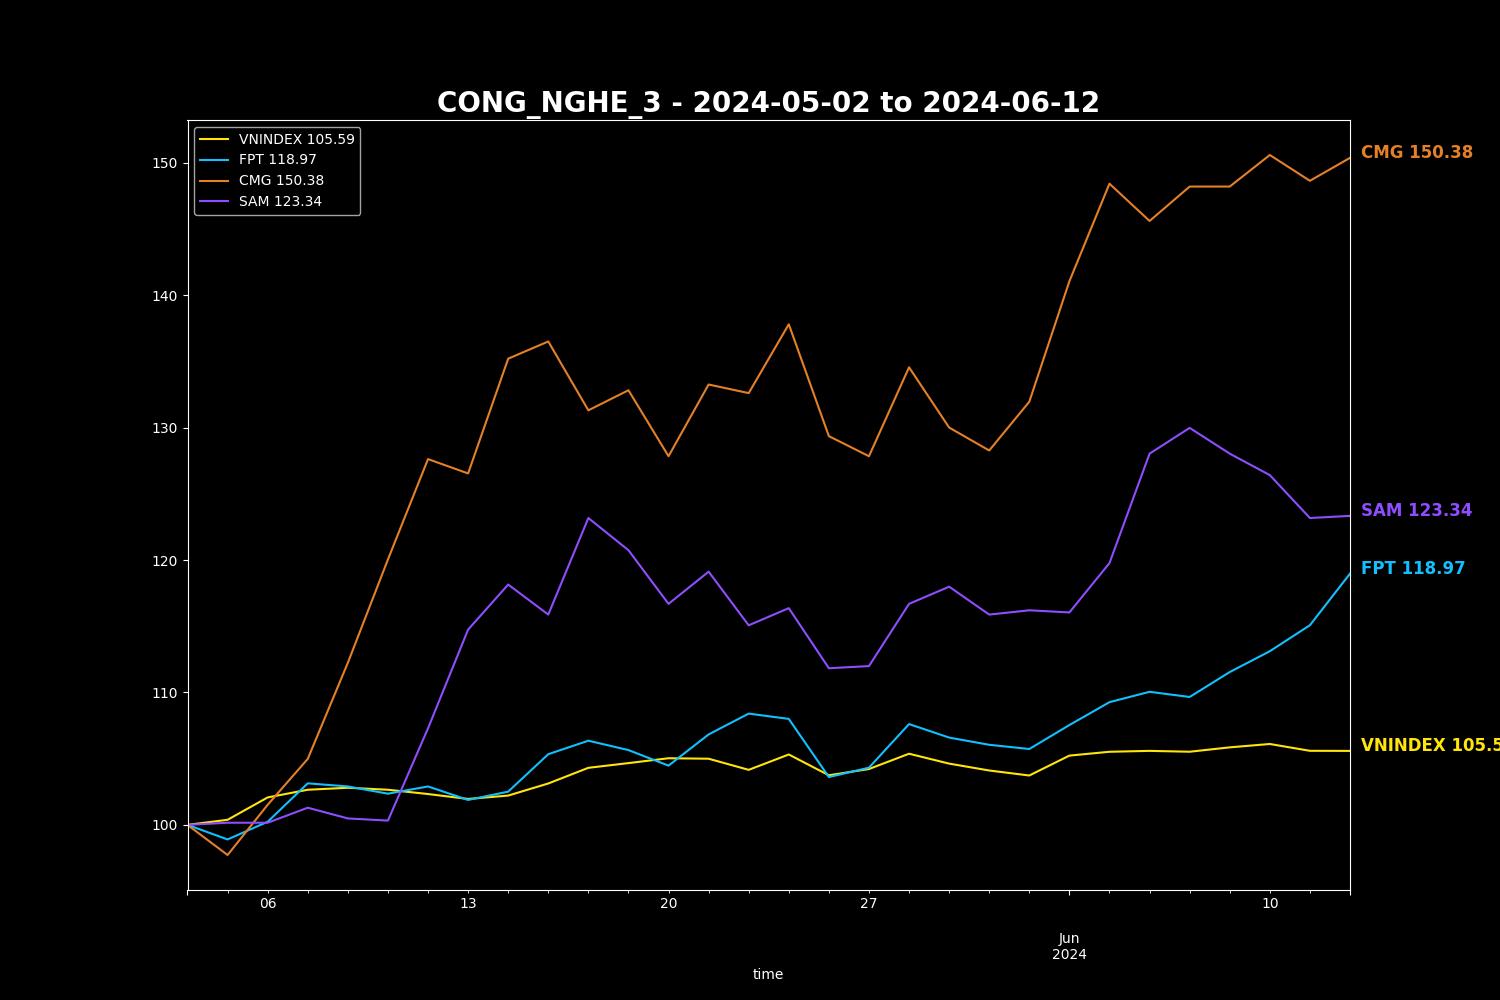 CONG_NGHE_3 - 2024-05-02 to 2024-06-12
VNINDEX 105.59
FPT 118.97
CMG 150.38
SAM 123.34
150
140
130
120
110
100
CMG 150.38
SAM 123.34
FPT 118.97
VNINDEX 105.5
06
13
20
27
10
Jun
2024
time